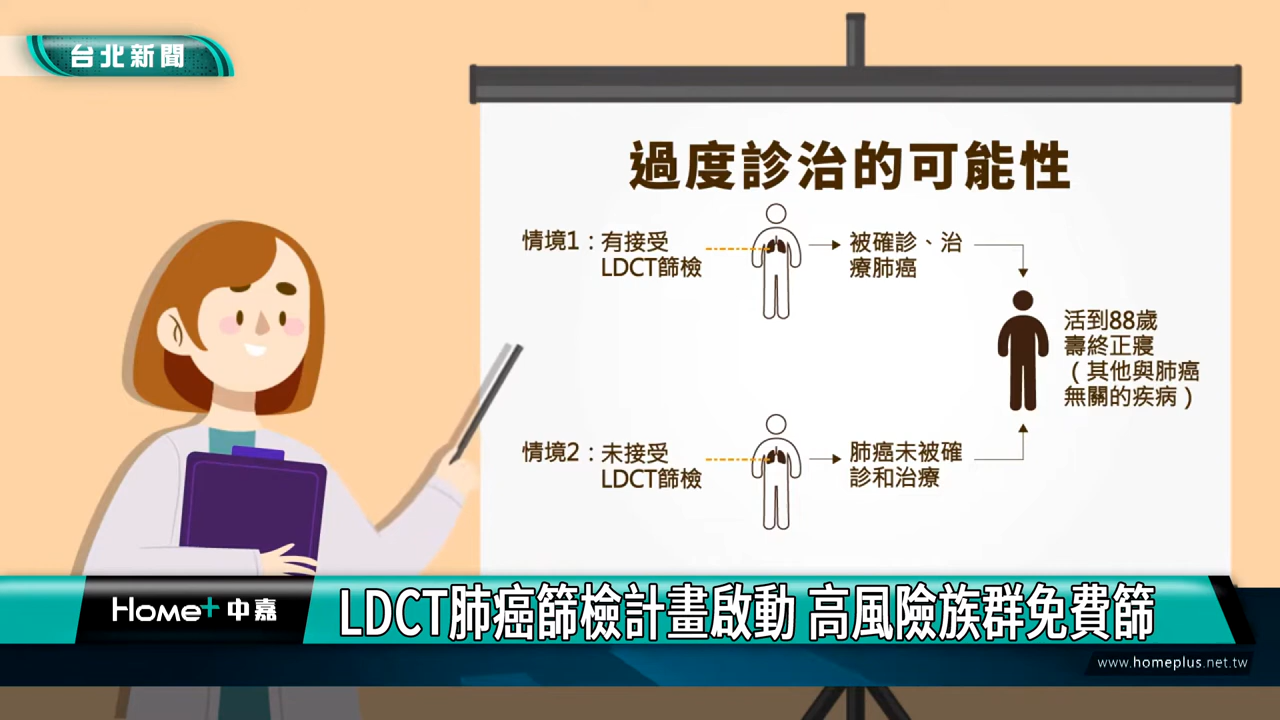 台北新聞
過度診治的可能性
情境1：有接受
LDCT篩檢
被確診、治
療肺癌
活到88歲
壽終正寢
（其他與肺癌
無關的疾病）
情境2：未接受
LDCT篩檢
肺癌未被確
診和治療
Home+中嘉
LDCT肺癌篩檢計畫啟動 高風險族群免費篩
www.homeplus.net.tw